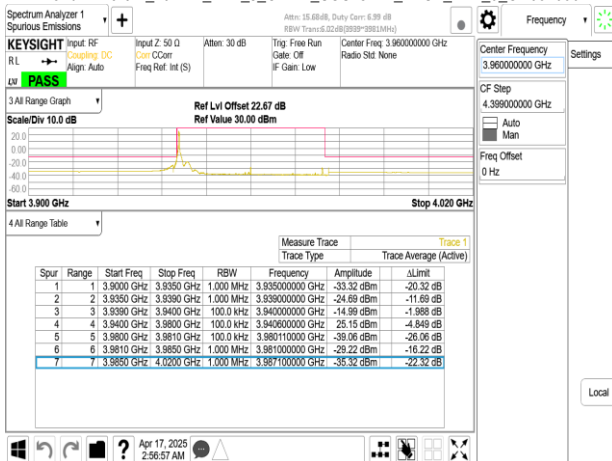 Spectrum Analyzer 1
Spurious Emissions
Attn: 15.68dB, Duty Corr: 6.99 dB
RBW Trans:6.02dB(3939*3981MHz)
Frequency
KEYSIGHT
Input: RF
Coupling: DC
Align: Auto
Input Z: 50 Ω
Corr CCorr
Freq Ref: Int (S)
Atten: 30 dB
Trig: Free Run
Gate: Off
IF Gain: Low
Center Freq: 3.960000000 GHz
Radio Std: None
RL
LXI
PASS
Center Frequency
3.960000000 GHz
Settings
CF Step
4.399000000 GHz
Auto
Man
Freq Offset
0 Hz
3 All Range Graph
Scale/Div 10.0 dB
Ref Lvl Offset 22.67 dB
Ref Value 30.00 dBm
20.0
0.00
-20.0
-40.0
-60.0
Start 3.900 GHz
Stop 4.020 GHz
4 All Range Table
Measure Trace Trace 1
Trace Type Trace Average (Active)
Spur Range Start Freq Stop Freq RBW Frequency Amplitude ΔLimit
1 1 3.9000 GHz 3.9350 GHz 1.000 MHz 3.935000000 GHz -33.32 dBm -20.32 dB
2 2 3.9350 GHz 3.9390 GHz 1.000 MHz 3.939000000 GHz -24.69 dBm -11.69 dB
3 3 3.9390 GHz 3.9400 GHz 100.0 kHz 3.940000000 GHz -14.99 dBm -1.988 dB
4 4 3.9400 GHz 3.9800 GHz 100.0 kHz 3.940600000 GHz 25.15 dBm -4.849 dB
5 5 3.9800 GHz 3.9810 GHz 100.0 kHz 3.980110000 GHz -39.06 dBm -26.06 dB
6 6 3.9810 GHz 3.9850 GHz 1.000 MHz 3.981000000 GHz -29.22 dBm -16.22 dB
7 7 3.9850 GHz 4.0200 GHz 1.000 MHz 3.987100000 GHz -35.32 dBm -22.32 dB
Local
?
Apr 17, 2025
2:56:57 AM